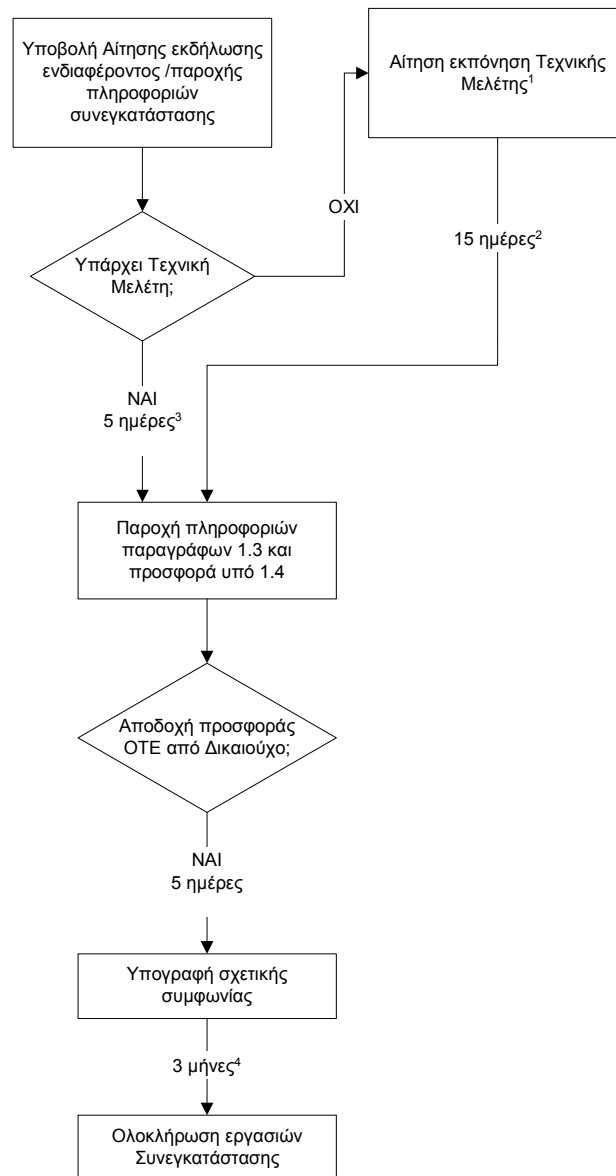 Υποβολή Αίτησης εκδήλωσης
ενδιαφέροντος /παροχής
πληροφοριών
συνεγκατάστασης
Αίτηση εκπόνηση Τεχνικής
Μελέτης¹
ΟΧΙ
15 ημέρες²
Υπάρχει Τεχνική
Μελέτη;
ΝΑΙ
5 ημέρες³
Παροχή πληροφοριών
παραγράφων 1.3 και
προσφορά υπό 1.4
Αποδοχή προσφοράς
ΟΤΕ από Δικαιούχο;
ΝΑΙ
5 ημέρες
Υπογραφή σχετικής
συμφωνίας
3 μήνες⁴
Ολοκλήρωση εργασιών
Συνεγκατάστασης